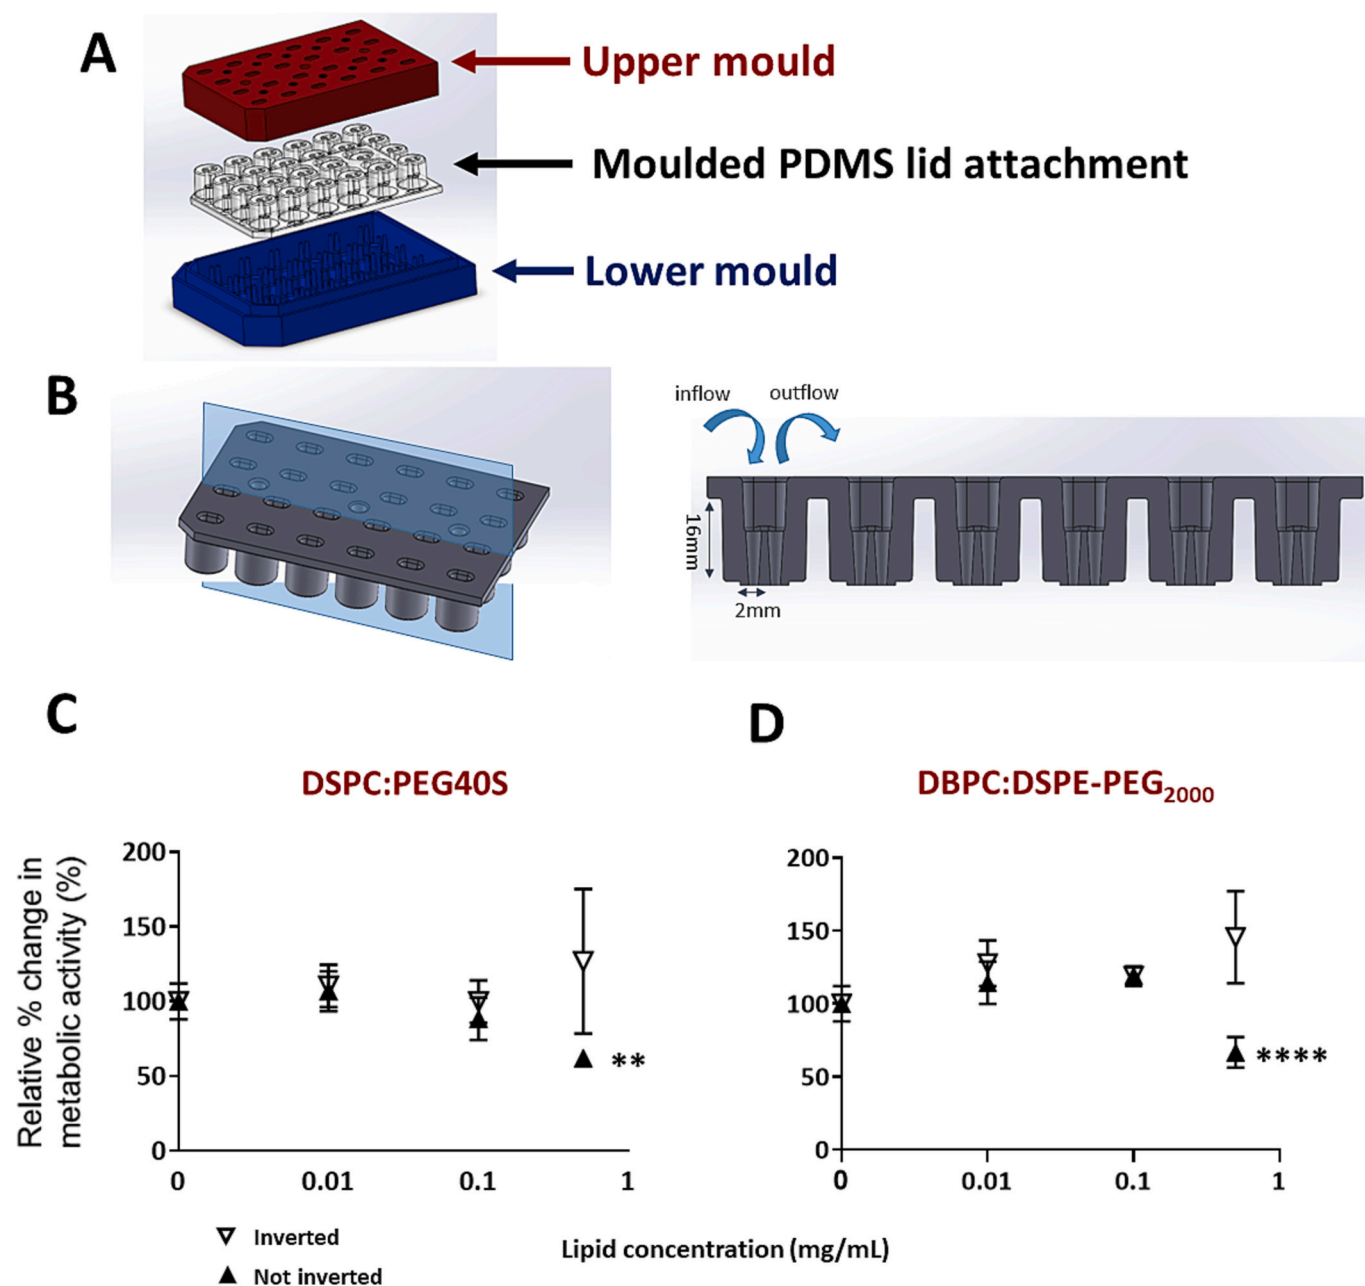 A
Upper mould
Moulded PDMS lid attachment
Lower mould
B
inflow
outflow
16mm
2mm
C
D
DSPC:PEG40S
DBPC:DSPE-PEG2000
Relative % change in
metabolic activity (%)
200
150
100
50
0
**
0
0.01
0.1
1
200
150
100
50
0
****
0
0.01
0.1
1
Inverted
Not inverted
Lipid concentration (mg/mL)